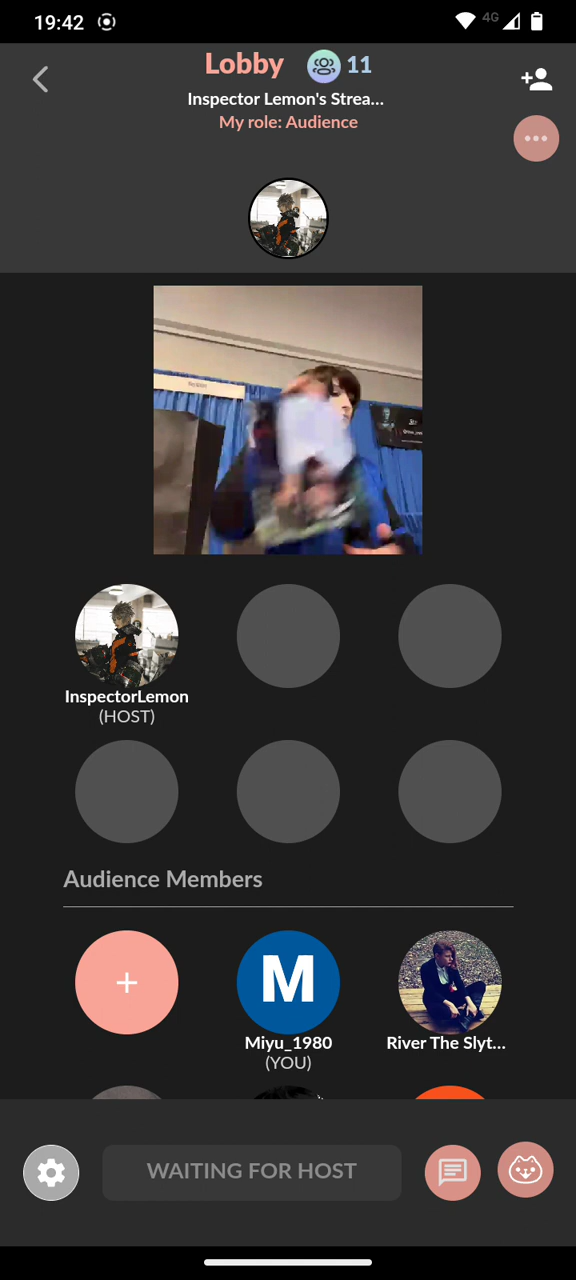 19:42
4G
Lobby 11
Inspector Lemon's Strea...
My role: Audience
InspectorLemon
(HOST)
Audience Members
+
M
Miyu_1980
(YOU)
River The Slyt...
WAITING FOR HOST